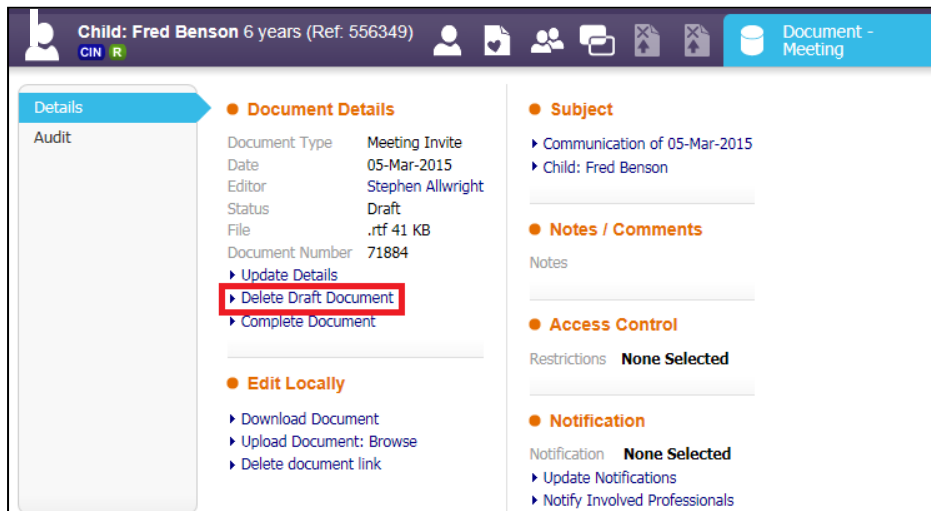 Child: Fred Benson 6 years (Ref: 556349)
CIN R
Document -
Meeting
Details
Audit
Document Details
Document Type Meeting Invite
Date 05-Mar-2015
Editor Stephen Allwright
Status Draft
File .rtf 41 KB
Document Number 71884
Update Details
Delete Draft Document
Complete Document
Edit Locally
Download Document
Upload Document: Browse
Delete document link
Subject
Communication of 05-Mar-2015
Child: Fred Benson
Notes / Comments
Notes
Access Control
Restrictions None Selected
Notification
Notification None Selected
Update Notifications
Notify Involved Professionals